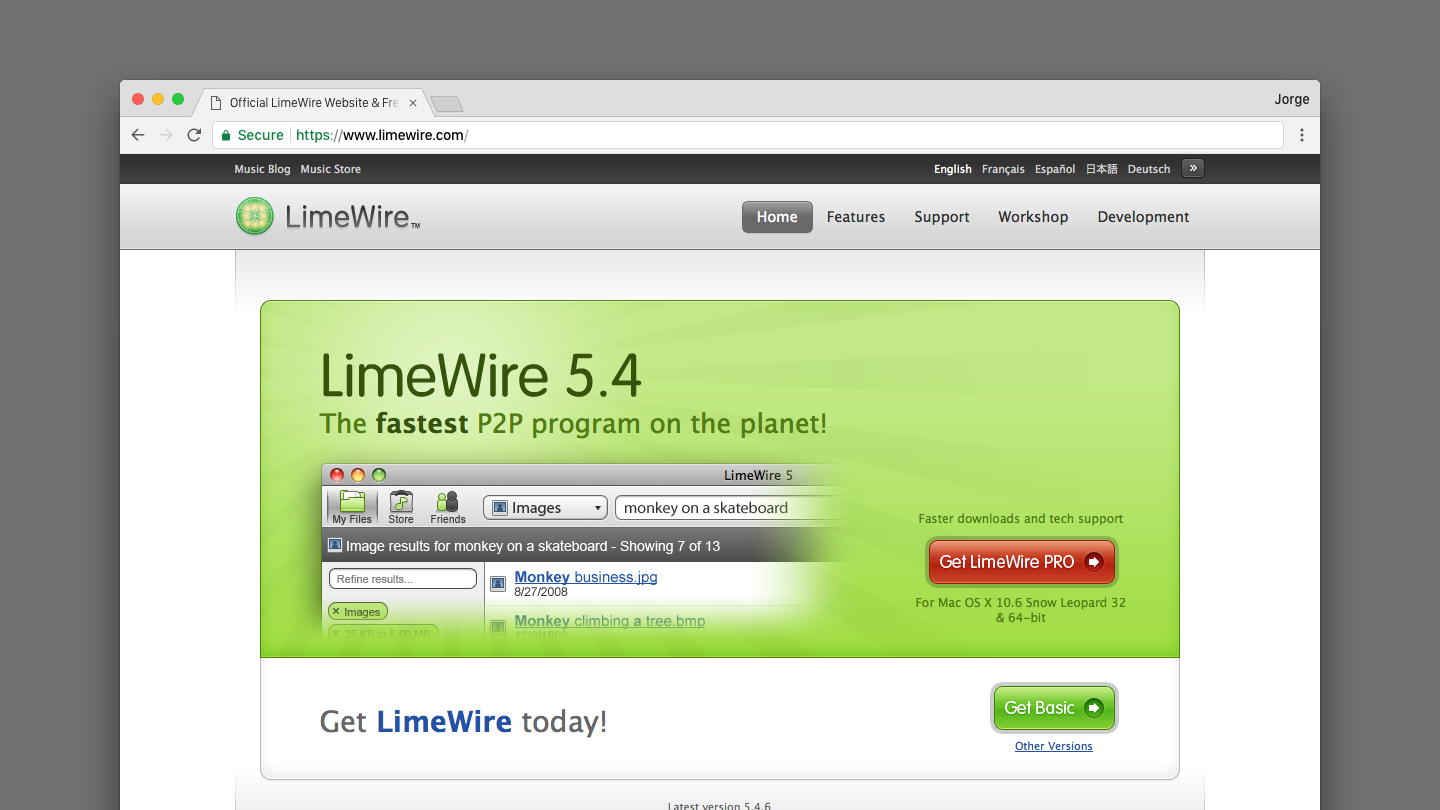 Official LimeWire Website & Fre
Jorge
Secure
https://www.limewire.com/
Music Blog Music Store
English Français Español 日本語 Deutsch »
LimeWire™
Home Features Support Workshop Development
LimeWire 5.4
The fastest P2P program on the planet!
LimeWire 5
My Files Store Friends
Images
monkey on a skateboard
Image results for monkey on a skateboard - Showing 7 of 13
Refine results...
Monkey business.jpg
8/27/2008
Images
Monkey climbing a tree.bmp
25 KB to 5.00 MB
12/8/1993
Faster downloads and tech support
Get LimeWire PRO
For Mac OS X 10.6 Snow Leopard 32
& 64-bit
Get LimeWire today!
Get Basic
Other Versions
Latest version 5.4.6